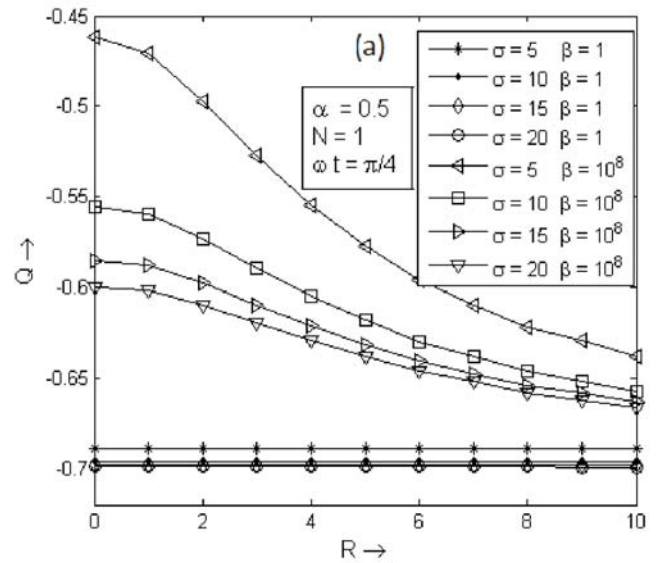 (a)
α = 0.5
N = 1
ω t = π/4
σ = 5 β = 1
σ = 10 β = 1
σ = 15 β = 1
σ = 20 β = 1
σ = 5 β = 10⁸
σ = 10 β = 10⁸
σ = 15 β = 10⁸
σ = 20 β = 10⁸
-0.45
-0.5
-0.55
-0.6
-0.65
-0.7
Q →
0 2 4 6 8 10
R →